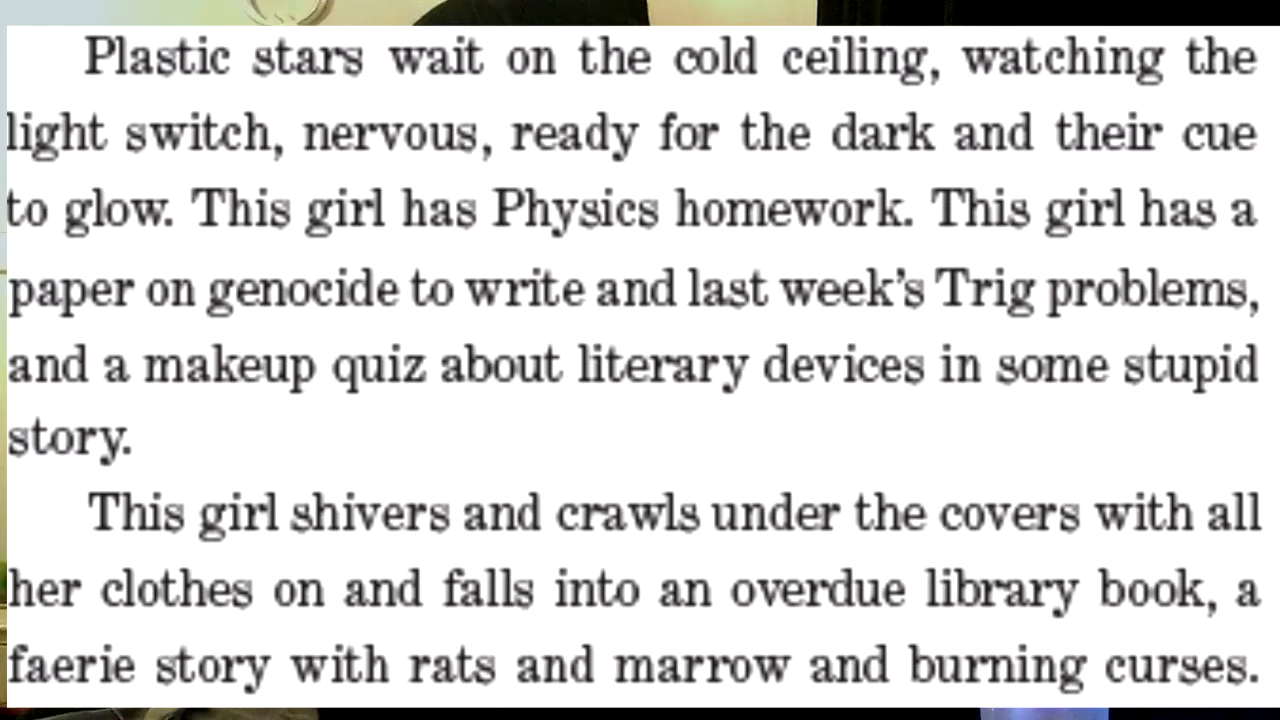 Plastic stars wait on the cold ceiling, watching the
light switch, nervous, ready for the dark and their cue
to glow. This girl has Physics homework. This girl has a
paper on genocide to write and last week's Trig problems,
and a makeup quiz about literary devices in some stupid
story.
This girl shivers and crawls under the covers with all
her clothes on and falls into an overdue library book, a
faerie story with rats and marrow and burning curses.